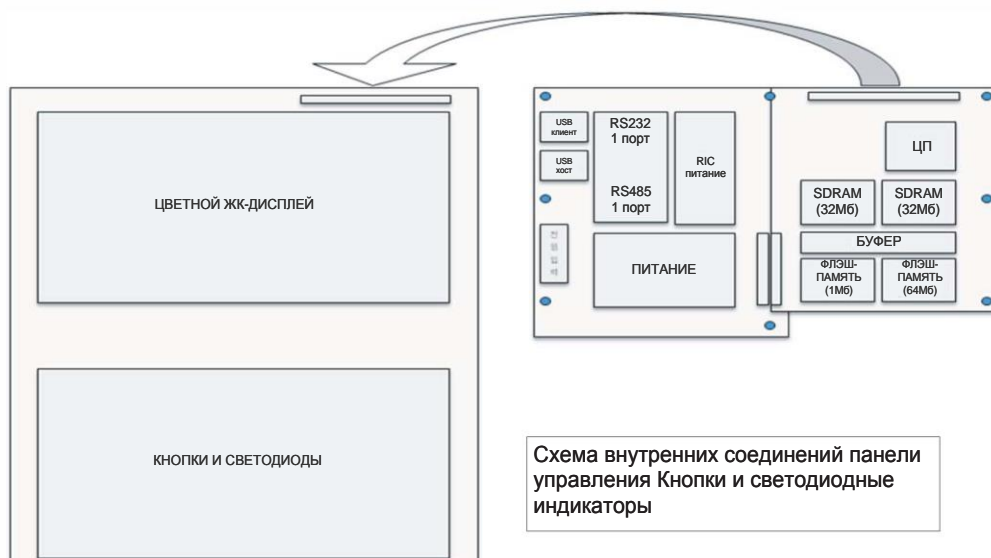 ЦВЕТНОЙ ЖК-ДИСПЛЕЙ
КНОПКИ И СВЕТОДИОДЫ
USB
клиент
USB
хост
RS232
1 порт
RS485
1 порт
RIC
питание
ПИТАНИЕ
ЦП
SDRAM
(32Мб)
SDRAM
(32Мб)
БУФЕР
ФЛЭШ-
ПАМЯТЬ
(1Мб)
ФЛЭШ-
ПАМЯТЬ
(64Мб)
Схема внутренних соединений панели
управления Кнопки и светодиодные
индикаторы